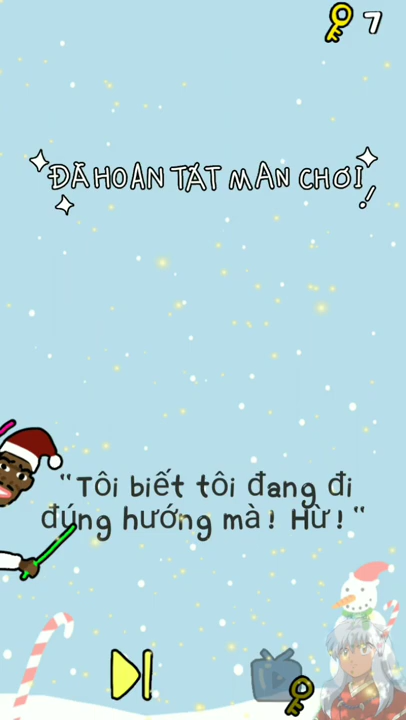 7
ĐÃ HOÀN TẤT MÀN CHƠI!
"Tôi biết tôi đang đi
đúng hướng mà! Hừ!"